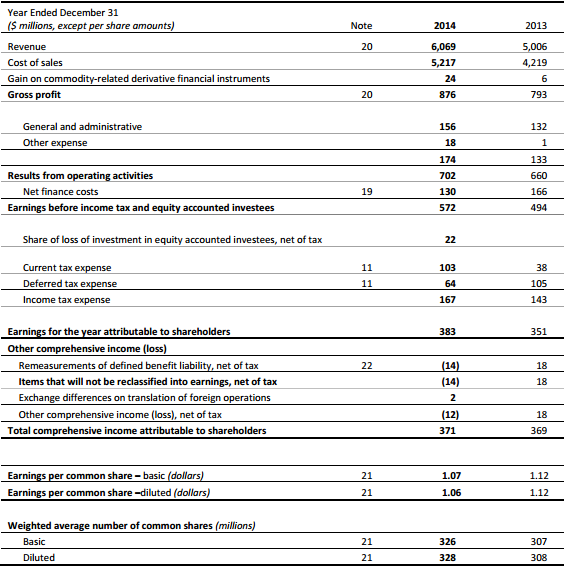 Year Ended December 31
($ millions, except per share amounts) Note 2014 2013
Revenue 20 6,069 5,006
Cost of sales 5,217 4,219
Gain on commodity-related derivative financial instruments 24 6
Gross profit 20 876 793
General and administrative 156 132
Other expense 18 1
174 133
Results from operating activities 702 660
Net finance costs 19 130 166
Earnings before income tax and equity accounted investees 572 494
Share of loss of investment in equity accounted investees, net of tax 22
Current tax expense 11 103 38
Deferred tax expense 11 64 105
Income tax expense 167 143
Earnings for the year attributable to shareholders 383 351
Other comprehensive income (loss)
Remeasurements of defined benefit liability, net of tax 22 (14) 18
Items that will not be reclassified into earnings, net of tax (14) 18
Exchange differences on translation of foreign operations 2
Other comprehensive income (loss), net of tax (12) 18
Total comprehensive income attributable to shareholders 371 369
Earnings per common share – basic (dollars) 21 1.07 1.12
Earnings per common share –diluted (dollars) 21 1.06 1.12
Weighted average number of common shares (millions)
Basic 21 326 307
Diluted 21 328 308